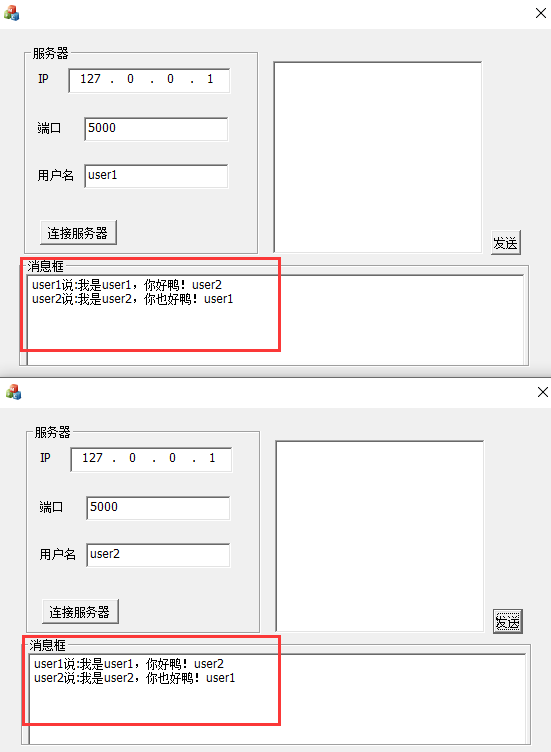 服务器
IP 127 . 0 . 0 . 1
端口 5000
用户名 user1
连接服务器
发送
消息框
user1说:我是user1，你好鸭！user2
user2说:我是user2，你也好鸭！user1
服务器
IP 127 . 0 . 0 . 1
端口 5000
用户名 user2
连接服务器
发送
消息框
user1说:我是user1，你好鸭！user2
user2说:我是user2，你也好鸭！user1